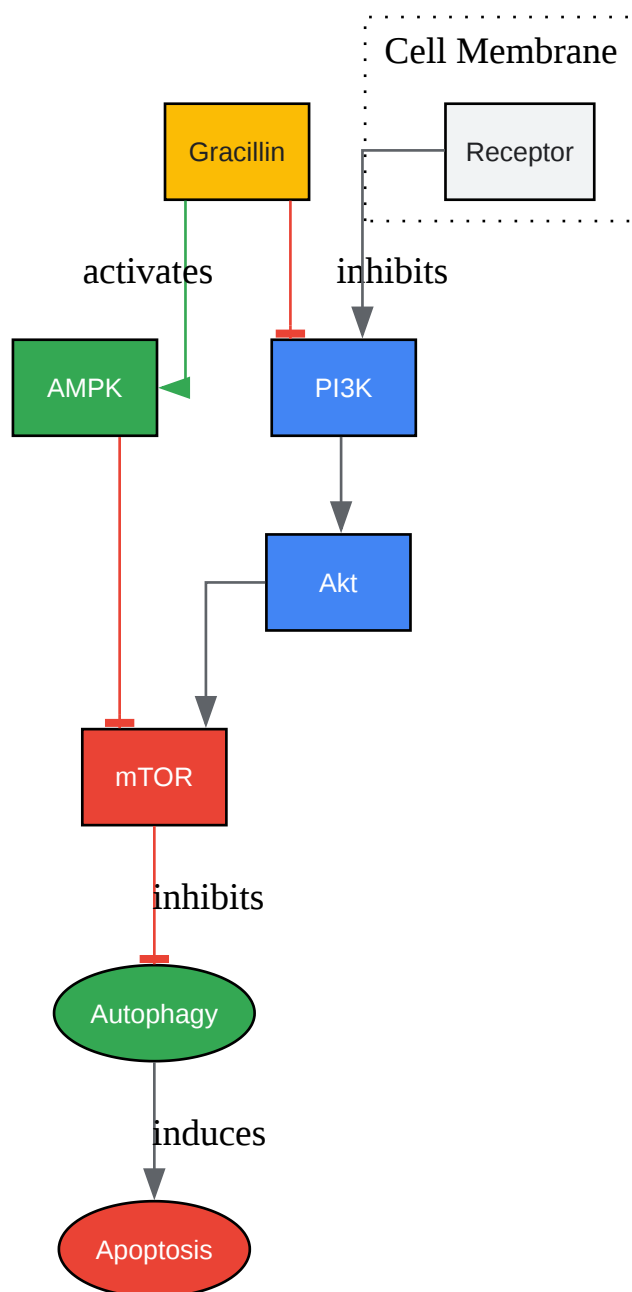 Cell Membrane
Gracillin
Receptor
activates
inhibits
AMPK
PI3K
Akt
mTOR
inhibits
Autophagy
induces
Apoptosis